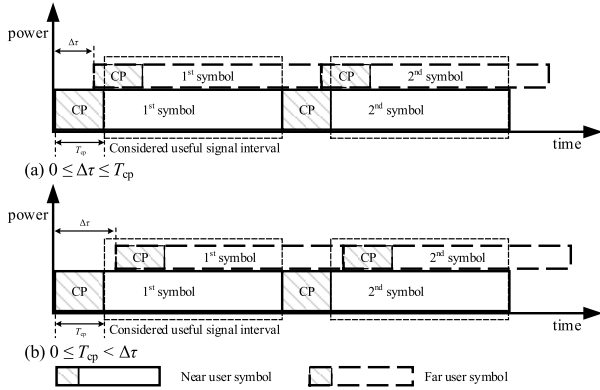 power
Δτ
CP 1st symbol CP 2nd symbol
CP 1st symbol CP 2nd symbol
Tcp Considered useful signal interval time
(a) 0 ≤ Δτ ≤ Tcp
power
Δτ
CP 1st symbol CP 2nd symbol
CP 1st symbol CP 2nd symbol
Tcp Considered useful signal interval time
(b) 0 ≤ Tcp < Δτ
Near user symbol Far user symbol